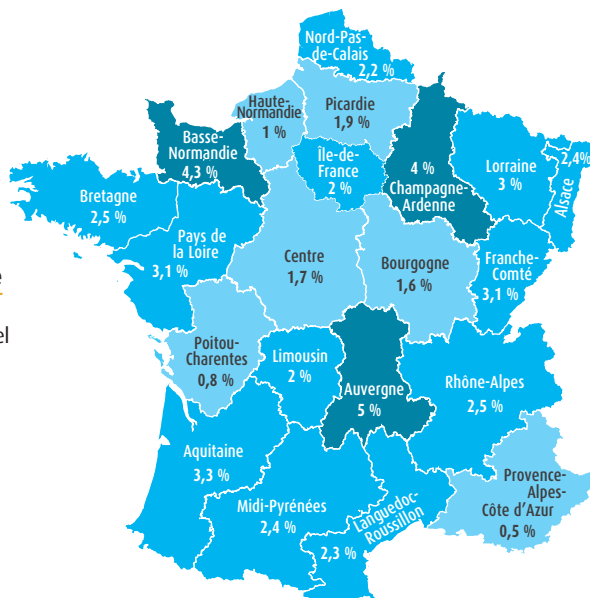 Nord-Pas-
de-Calais
2,2 %
Haute-
Normandie
1 %
Picardie
1,9 %
Basse-
Normandie
4,3 %
Île-de-
France
2 %
4 %
Champagne-
Ardenne
Lorraine
3 %
2,4%
Alsace
Bretagne
2,5 %
Pays de
la Loire
3,1 %
Centre
1,7 %
Bourgogne
1,6 %
Franche-
Comté
3,1 %
e
el
Poitou-
Charentes
0,8 %
Limousin
2 %
Auvergne
5 %
Rhône-Alpes
2,5 %
Aquitaine
3,3 %
Midi-Pyrénées
2,4 %
Languedoc-
Roussillon
2,3 %
Provence-
Alpes-
Côte d'Azur
0,5 %